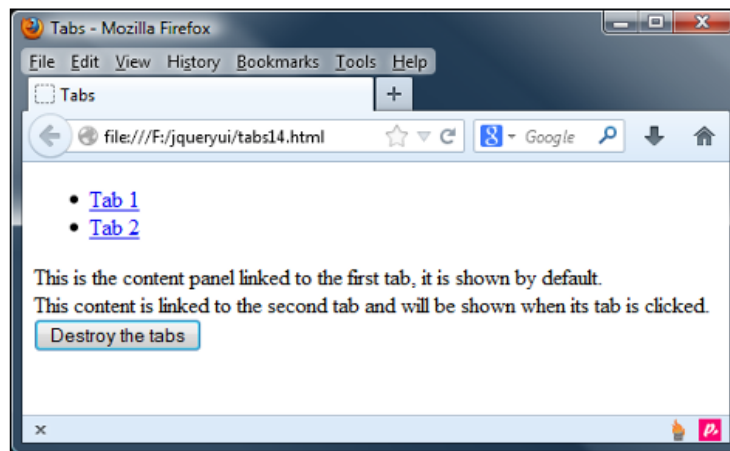 Tabs - Mozilla Firefox
File Edit View History Bookmarks Tools Help
Tabs
file:///F:/jqueryui/tabs14.html
8 Google
Tab 1
Tab 2
This is the content panel linked to the first tab, it is shown by default.
This content is linked to the second tab and will be shown when its tab is clicked.
Destroy the tabs